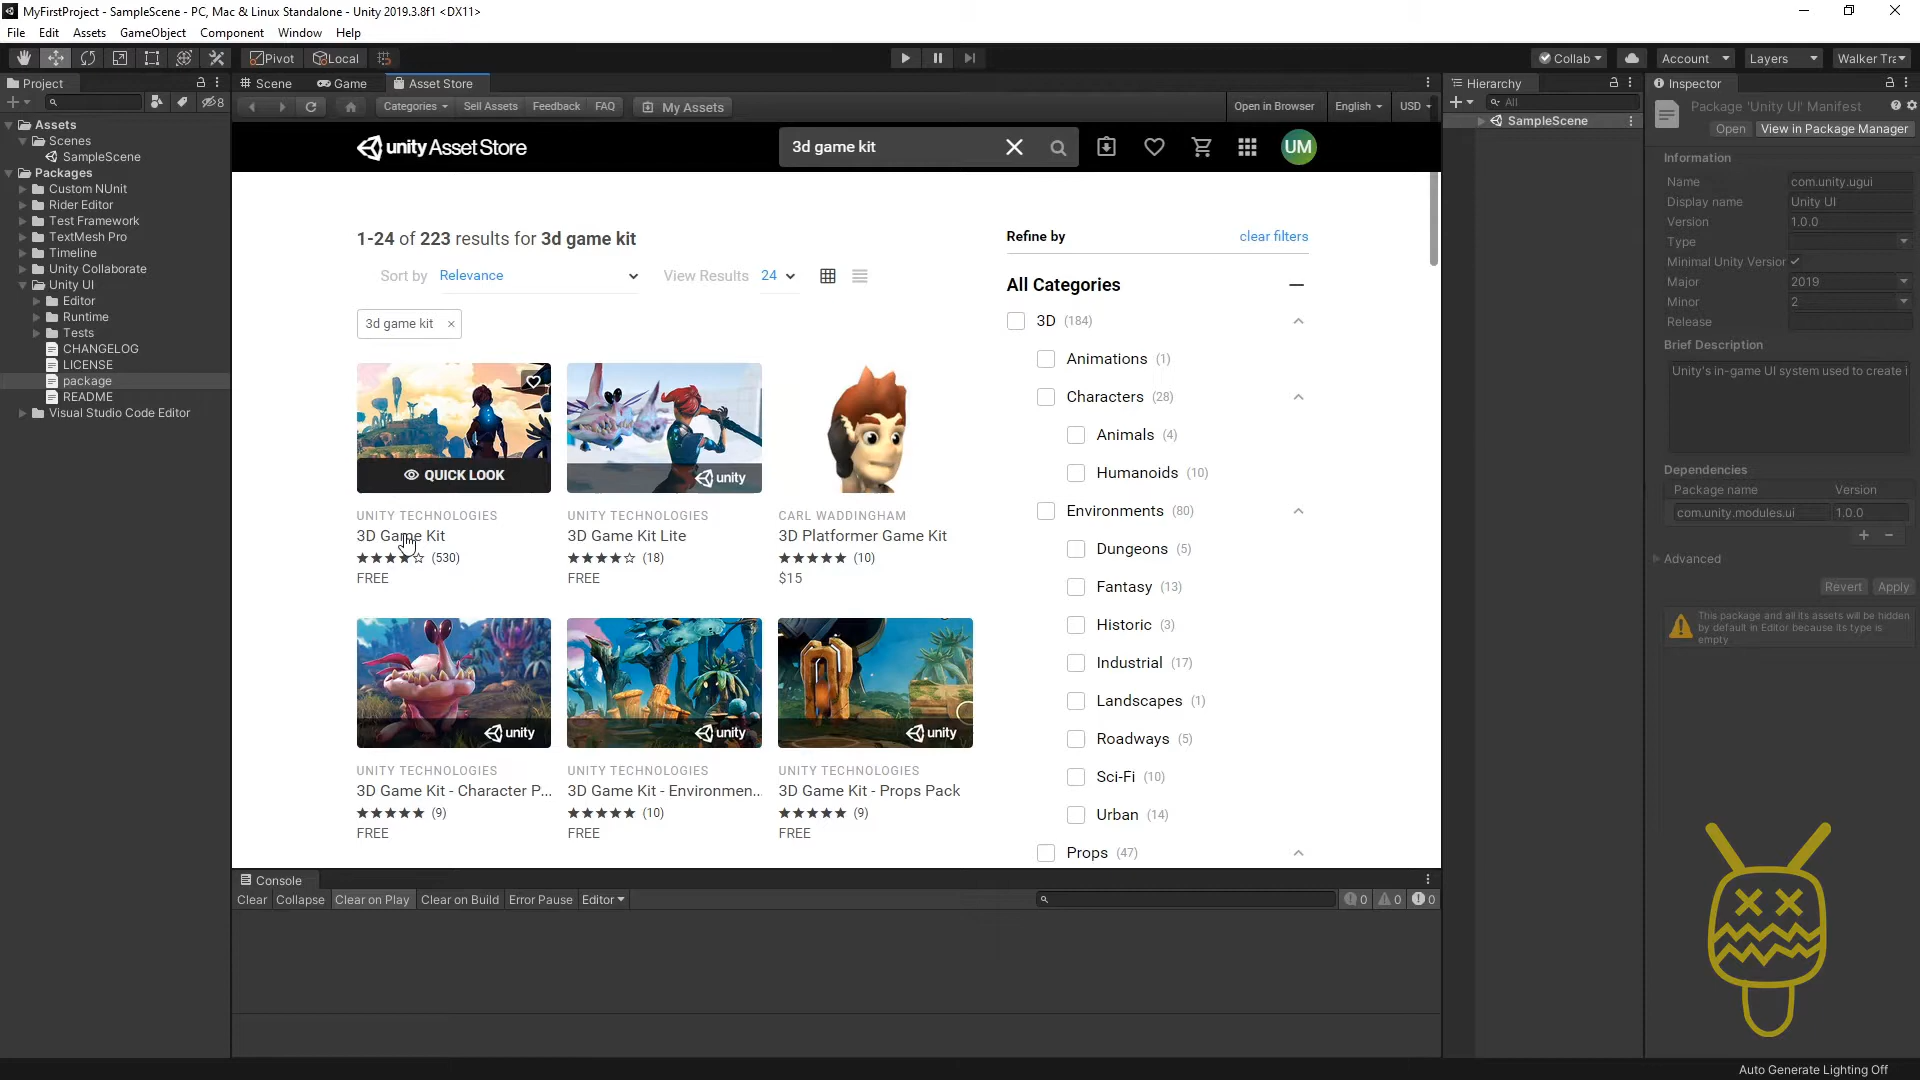 MyFirstProject - SampleScene - PC, Mac & Linux Standalone - Unity 2019.3.8f1 <DX11>
File Edit Assets GameObject Component Window Help
Pivot Local Collab Account Layers Walker Tra
Project
8
Assets
Scenes
SampleScene
Packages
Custom NUnit
Rider Editor
Test Framework
TextMesh Pro
Timeline
Unity Collaborate
Unity UI
Editor
Runtime
Tests
CHANGELOG
LICENSE
package
README
Visual Studio Code Editor
Scene Game Asset Store
Categories Sell Assets Feedback FAQ My Assets Open in Browser English USD
unity Asset Store 3d game kit UM
1-24 of 223 results for 3d game kit
Sort by Relevance View Results 24
3d game kit ×
QUICK LOOK
unity
UNITY TECHNOLOGIES
3D Game Kit
(530)
FREE
UNITY TECHNOLOGIES
3D Game Kit Lite
(18)
FREE
CARL WADDINGHAM
3D Platformer Game Kit
(10)
$15
unity
unity
unity
UNITY TECHNOLOGIES
3D Game Kit - Character P...
(9)
FREE
UNITY TECHNOLOGIES
3D Game Kit - Environmen...
(10)
FREE
UNITY TECHNOLOGIES
3D Game Kit - Props Pack
(9)
FREE
Refine by clear filters
All Categories
3D (184)
Animations (1)
Characters (28)
Animals (4)
Humanoids (10)
Environments (80)
Dungeons (5)
Fantasy (13)
Historic (3)
Industrial (17)
Landscapes (1)
Roadways (5)
Sci-Fi (10)
Urban (14)
Props (47)
Console
Clear Collapse Clear on Play Clear on Build Error Pause Editor 0 0 0
Hierarchy
All
SampleScene
Inspector
Package 'Unity UI' Manifest
Open View in Package Manager
Information
Name com.unity.ugui
Display name Unity UI
Version 1.0.0
Type
Minimal Unity Version
Major 2019
Minor 2
Release
Brief Description
Unity's in-game UI system used to create i
Dependencies
Package name Version
com.unity.modules.ui 1.0.0
Advanced
Revert Apply
This package and all its assets will be hidden
by default in Editor because its type is
empty
Auto Generate Lighting Off